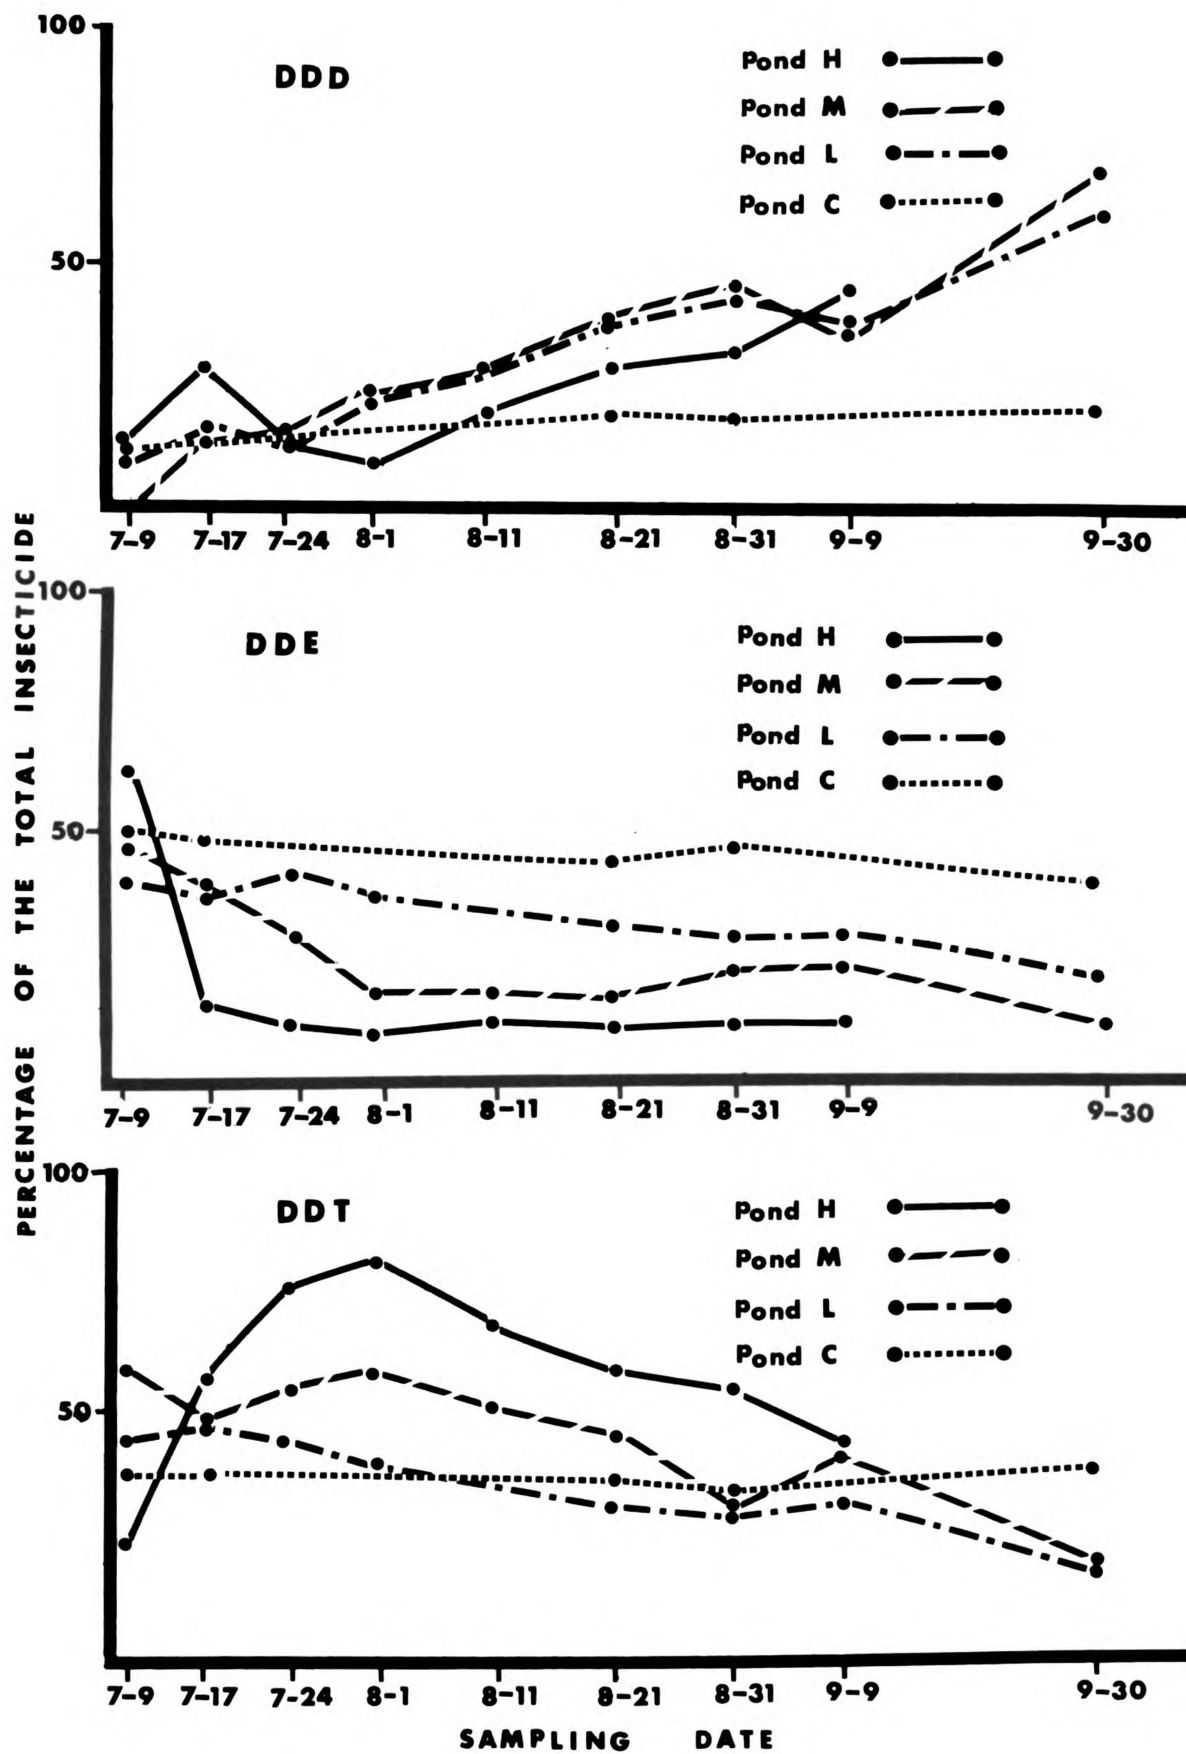 PERCENTAGE OF THE TOTAL INSECTICIDE
100
50
DDD
Pond H
Pond M
Pond L
Pond C
7-9 7-17 7-24 8-1 8-11 8-21 8-31 9-9 9-30
100
50
DDE
Pond H
Pond M
Pond L
Pond C
7-9 7-17 7-24 8-1 8-11 8-21 8-31 9-9 9-30
100
50
DDT
Pond H
Pond M
Pond L
Pond C
7-9 7-17 7-24 8-1 8-11 8-21 8-31 9-9 9-30
SAMPLING DATE